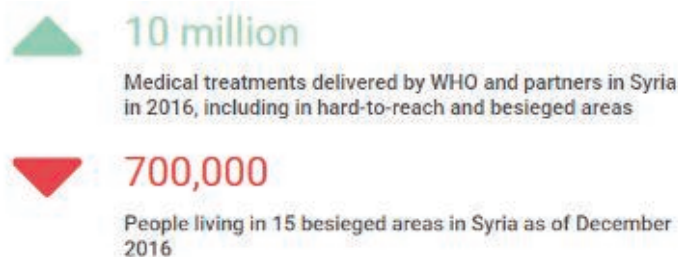 10 million
Medical treatments delivered by WHO and partners in Syria
in 2016, including in hard-to-reach and besieged areas
700,000
People living in 15 besieged areas in Syria as of December
2016